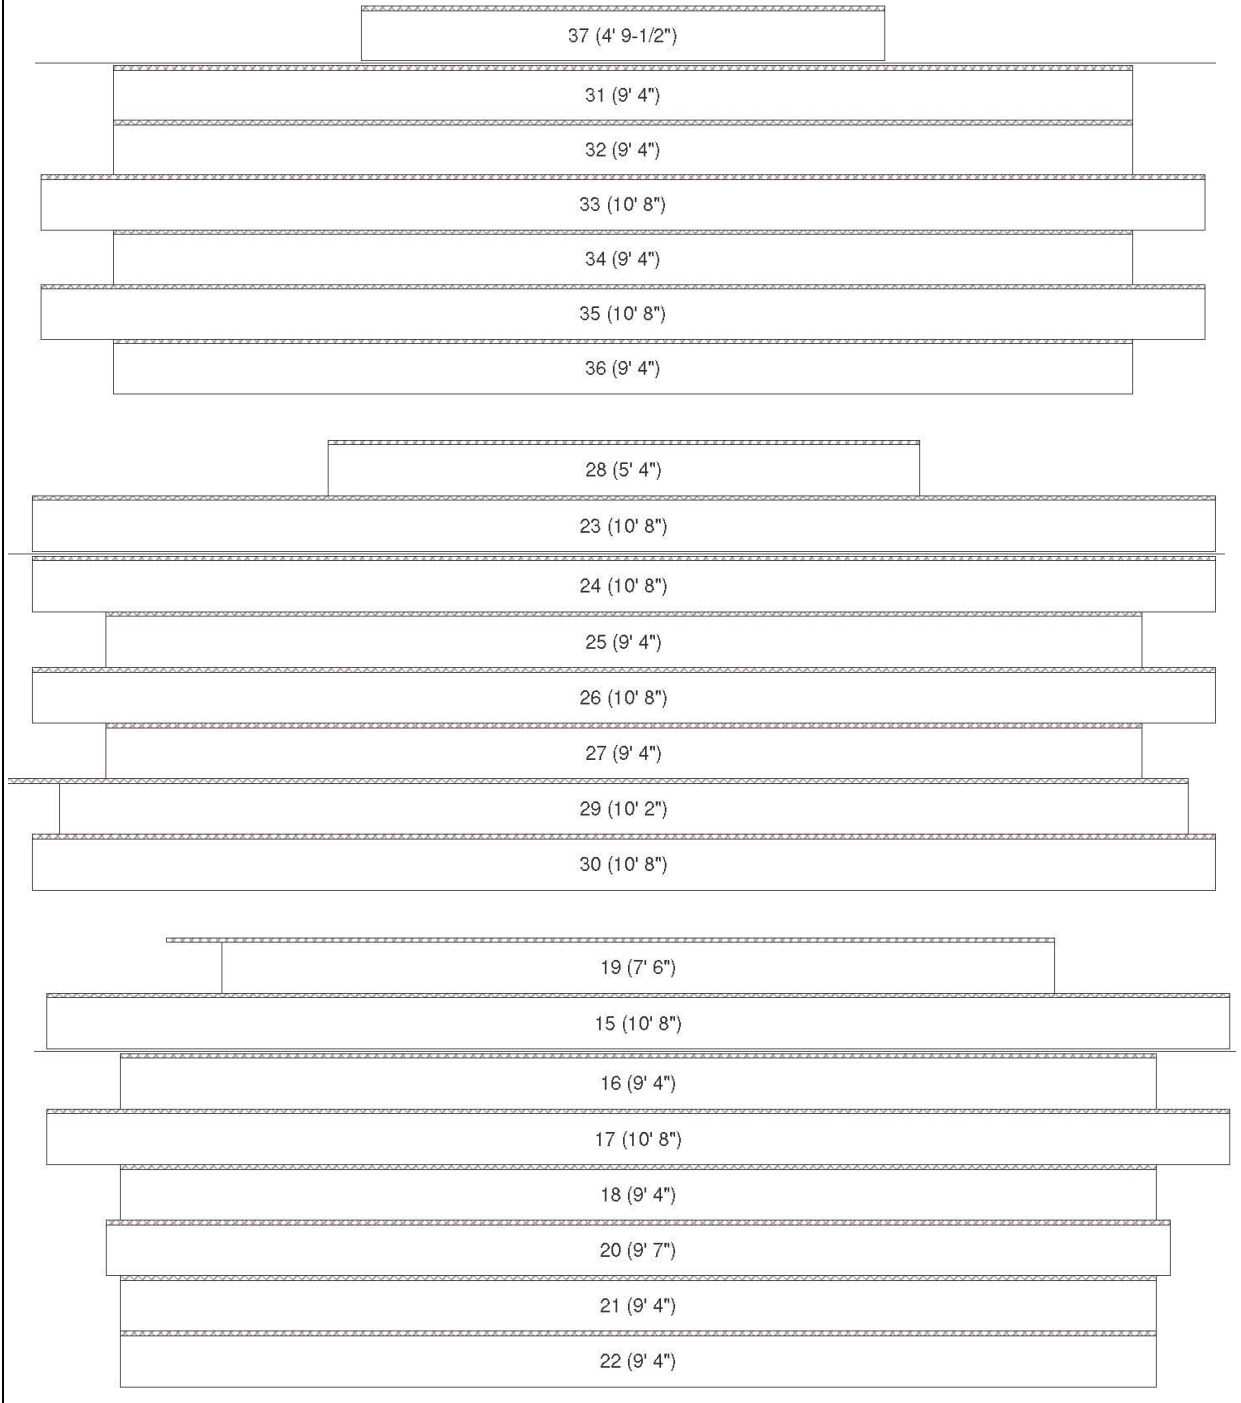 37 (4' 9-1/2")
31 (9' 4")
32 (9' 4")
33 (10' 8")
34 (9' 4")
35 (10' 8")
36 (9' 4")
28 (5' 4")
23 (10' 8")
24 (10' 8")
25 (9' 4")
26 (10' 8")
27 (9' 4")
29 (10' 2")
30 (10' 8")
19 (7' 6")
15 (10' 8")
16 (9' 4")
17 (10' 8")
18 (9' 4")
20 (9' 7")
21 (9' 4")
22 (9' 4")